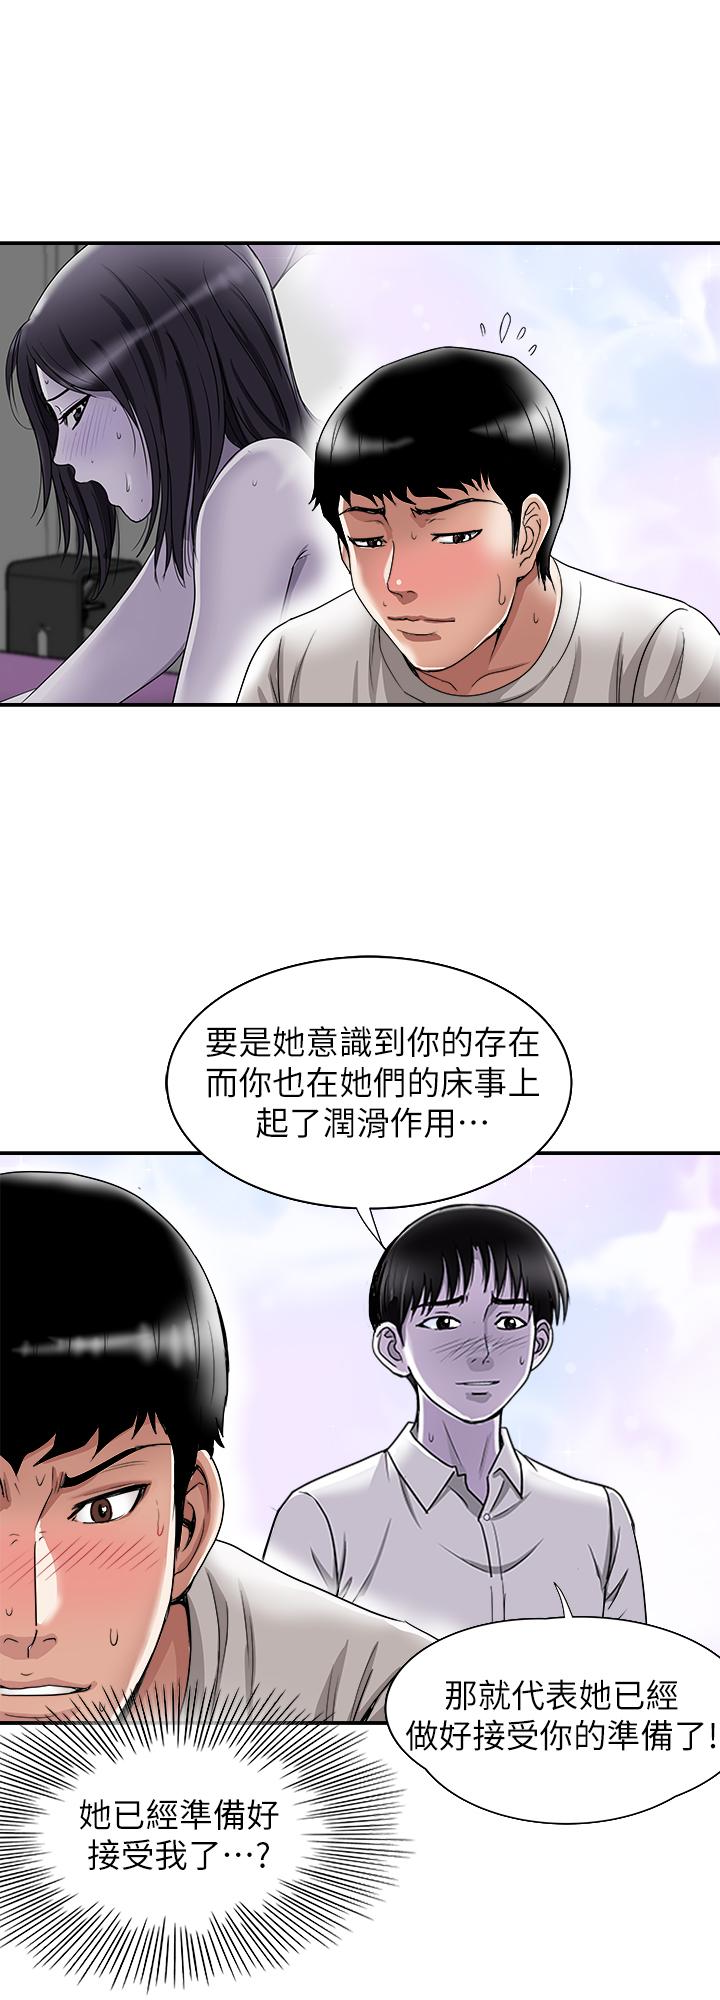 要是她意識到你的存在
而你也在她們的床事上
起了潤滑作用⋯
那就代表她已經
做好接受你的準備了!
她已經準備好
接受我了⋯?